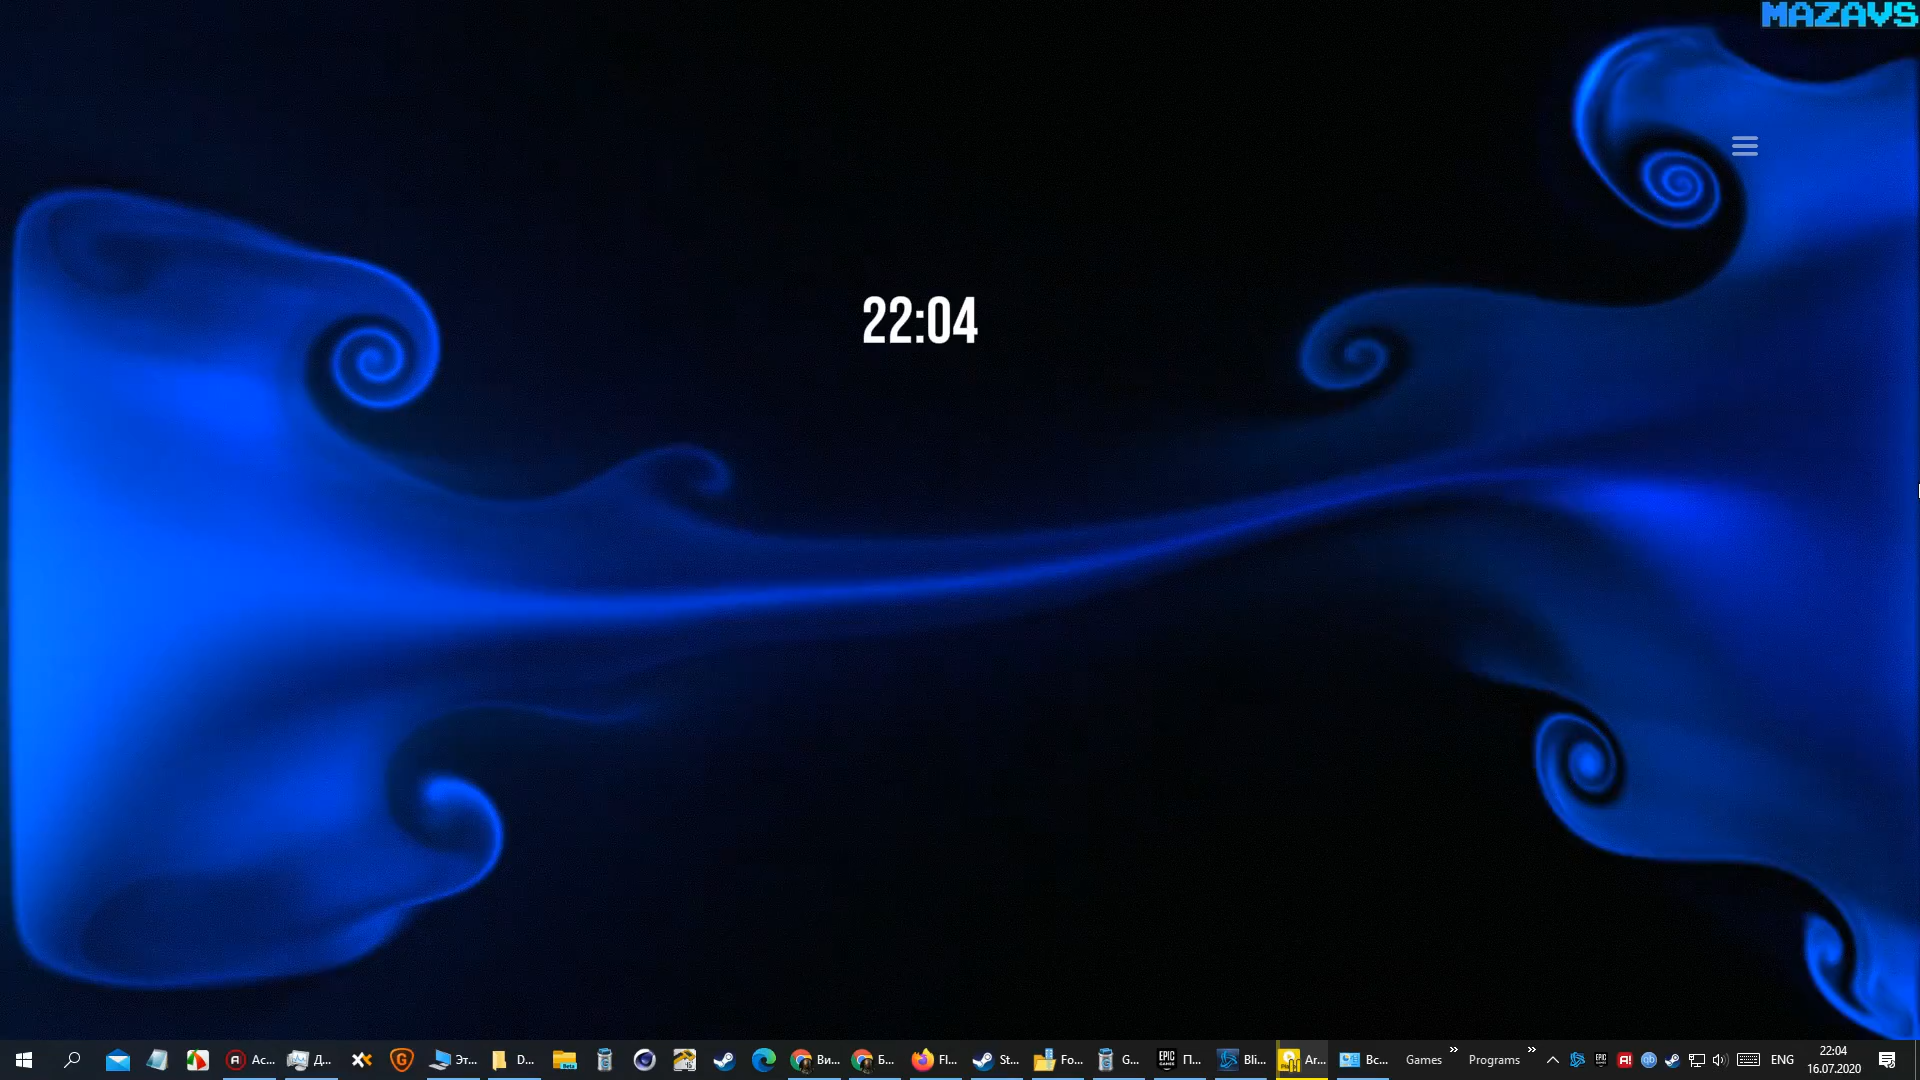 MAZAVS
22:04
Ac...
Д...
Эт...
D...
Ви...
Б...
Fl...
St...
Fo...
G...
П...
Bli...
Ar...
Вс...
Games
Programs
ENG
22:04
16.07.2020